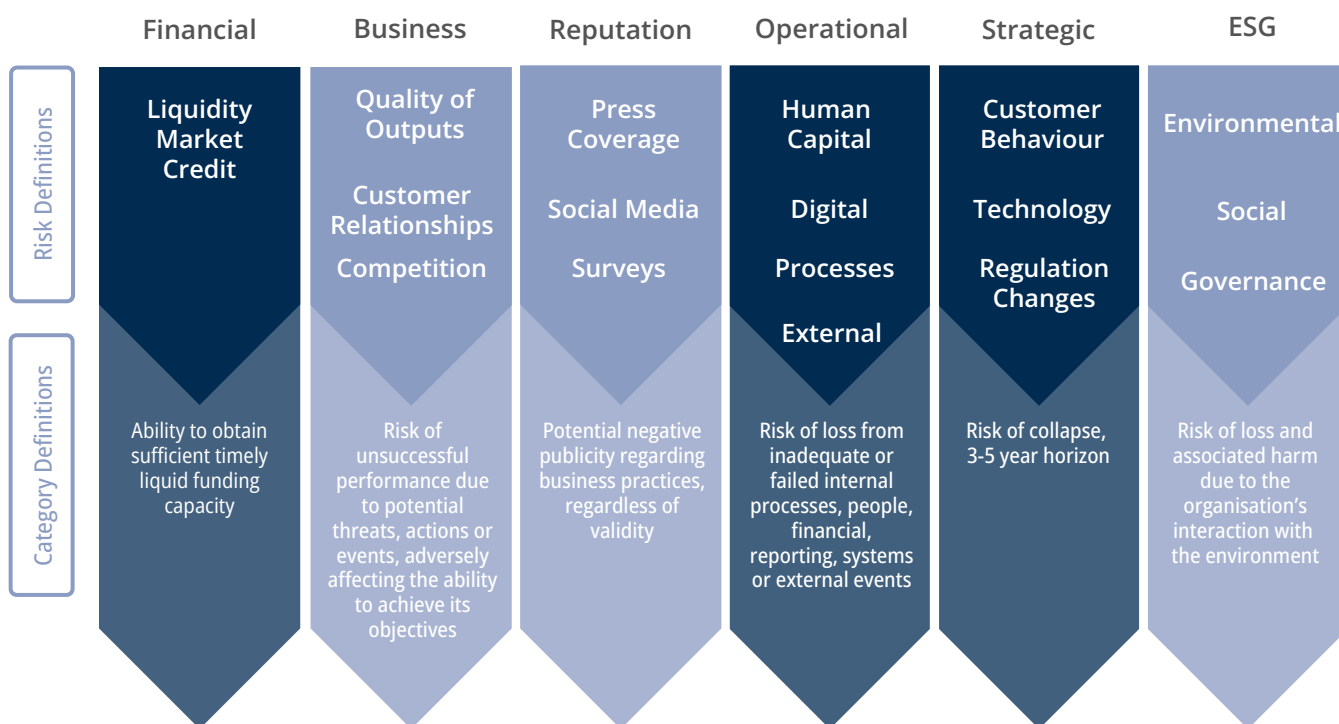 Financial
Business
Reputation
Operational
Strategic
ESG
Risk Definitions
Liquidity
Market
Credit
Quality of
Outputs
Customer
Relationships
Competition
Press
Coverage
Social Media
Surveys
Human
Capital
Digital
Processes
External
Customer
Behaviour
Technology
Regulation
Changes
Environmental
Social
Governance
Category Definitions
Ability to obtain
sufficient timely
liquid funding
capacity
Risk of
unsuccessful
performance due
to potential
threats, actions or
events, adversely
affecting the ability
to achieve its
objectives
Potential negative
publicity regarding
business practices,
regardless of
validity
Risk of loss from
inadequate or
failed internal
processes, people,
financial,
reporting, systems
or external events
Risk of collapse,
3-5 year horizon
Risk of loss and
associated harm
due to the
organisation’s
interaction with
the environment